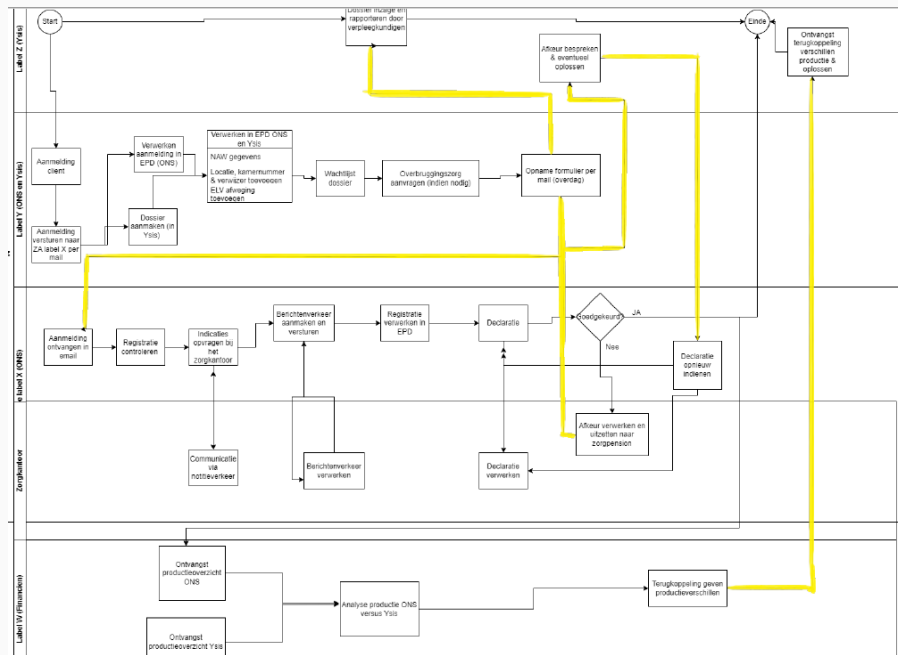 Label Z (Ysis)
Start
Dossier inzage en
rapporteren door
verpleegkundigen
Afkeur bespreken
& eventueel
oplossen
Einde
Ontvangst
terugkoppeling
verschillen
productie &
oplossen
Label Y (ONS en Ysis)
Aanmelding
client
Aanmelding
versturen naar
ZA label X per
mail
Verwerken
aanmelding in
EPD (ONS)
Dossier
aanmaken (in
Ysis)
Verwerken in EPD ONS
en Ysis
NAW gegevens
Locatie, kamernummer
& verwijzer toevoegen
ELV afweging
toevoegen
Wachtlijst
dossier
Overbruggingszorg
aanvragen (indien
nodig)
Opname formulier per
mail (overdag)
label X (ONS)
Aanmelding
ontvangen in
email
Registratie
controleren
Indicaties
opvragen bij
het
zorgkantoor
Berichtenverkeer
aanmaken en
versturen
Registratie
verwerken in
EPD
Declaratie
Goedgekeurd?
JA
Nee
Declaratie
opnieuw
indienen
Zorgkantoor
Communicatie
via
notitieverkeer
Berichtenverkeer
verwerken
Declaratie
verwerken
Afkeur verwerken en
uitzetten naar
zorgpension
Label W (Financien)
Ontvangst
productieoverzicht
ONS
Ontvangst
productieoverzicht Ysis
Analyse productie ONS
versus Ysis
Terugkoppeling geven
productieverschillen